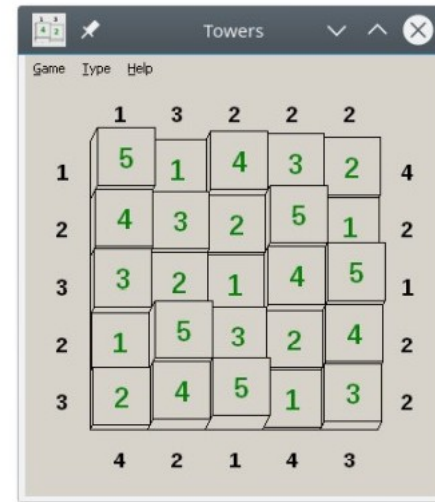 Towers
Game Type Help
1 3 2 2 2
1 5 1 4 3 2 4
2 4 3 2 5 1 2
3 3 2 1 4 5 1
2 1 5 3 2 4 2
3 2 4 5 1 3 2
4 2 1 4 3